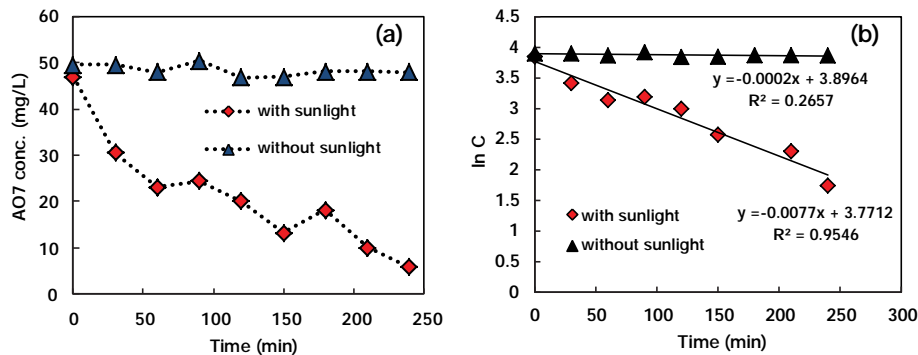 (a)
60
50
40
30
20
10
0
AO7 conc. (mg/L)
with sunlight
without sunlight
0 50 100 150 200 250
Time (min)
(b)
4.5
4
3.5
3
2.5
2
1.5
1
0.5
0
ln C
y = -0.0002x + 3.8964
R² = 0.2657
with sunlight
without sunlight
y = -0.0077x + 3.7712
R² = 0.9546
0 50 100 150 200 250 300
Time (min)